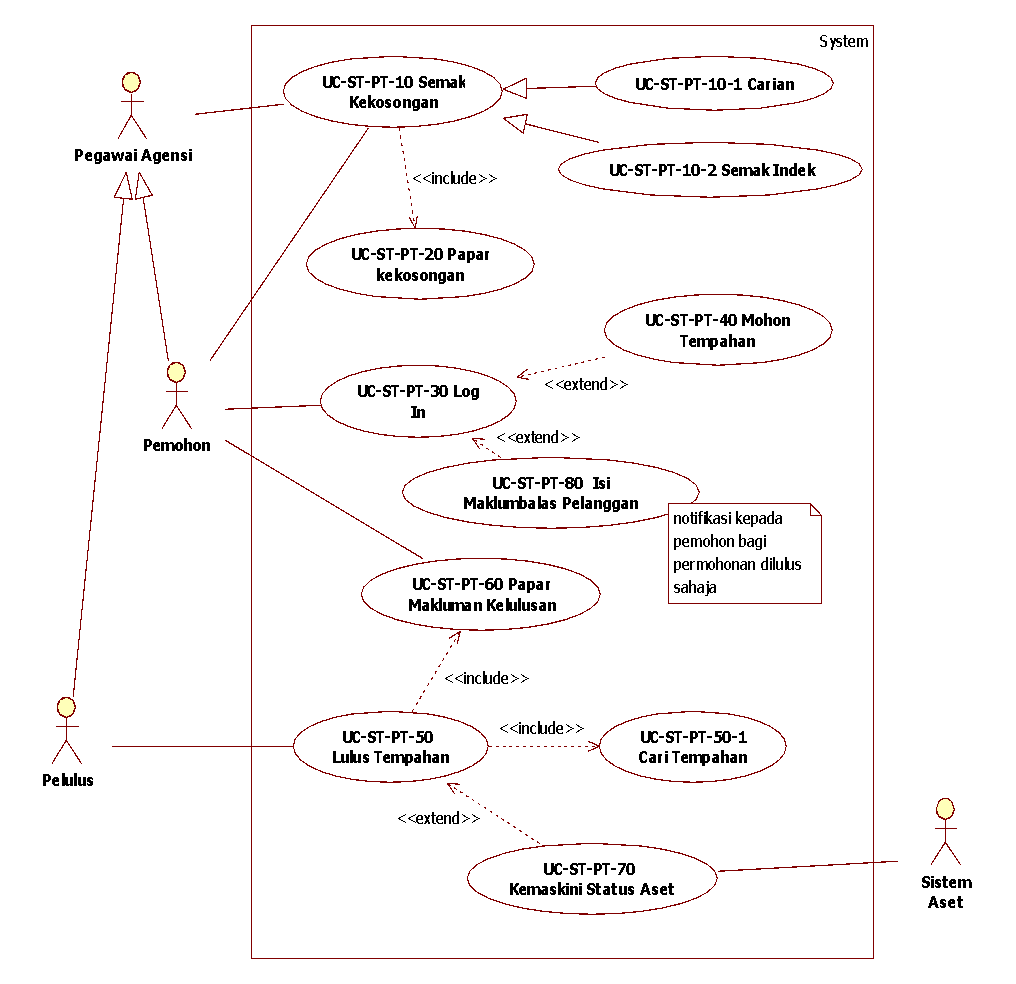 System
UC-ST-PT-10 Semak
Kekosongan
UC-ST-PT-10-1 Carian
Pegawai Agensi
UC-ST-PT-10-2 Semak Indek
<<include>>
UC-ST-PT-20 Papar
kekosongan
UC-ST-PT-40 Mohon
Tempahan
<<extend>>
UC-ST-PT-30 Log
In
Pemohon
<<extend>>
UC-ST-PT-80 Isi
Maklumbalas Pelanggan
notifikasi kepada
pemohon bagi
permohonan dilulus
sahaja
UC-ST-PT-60 Papar
Makluman Kelulusan
<<include>>
<<include>>
UC-ST-PT-50
Lulus Tempahan
UC-ST-PT-50-1
Cari Tempahan
Pelulus
<<extend>>
UC-ST-PT-70
Kemaskini Status Aset
Sistem
Aset